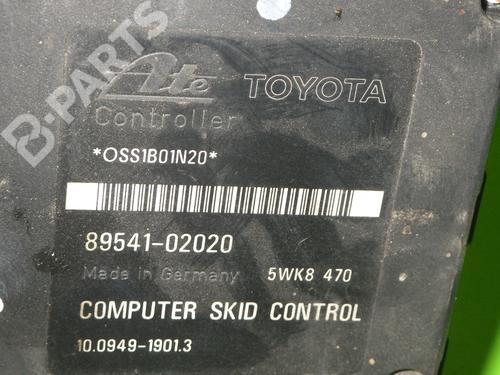 B-PARTS
Ate TOYOTA
Controller
*OSS1B01N20*
89541-02020
Made in Germany 5WK8 470
COMPUTER SKID CONTROL
10.0949-1901.3